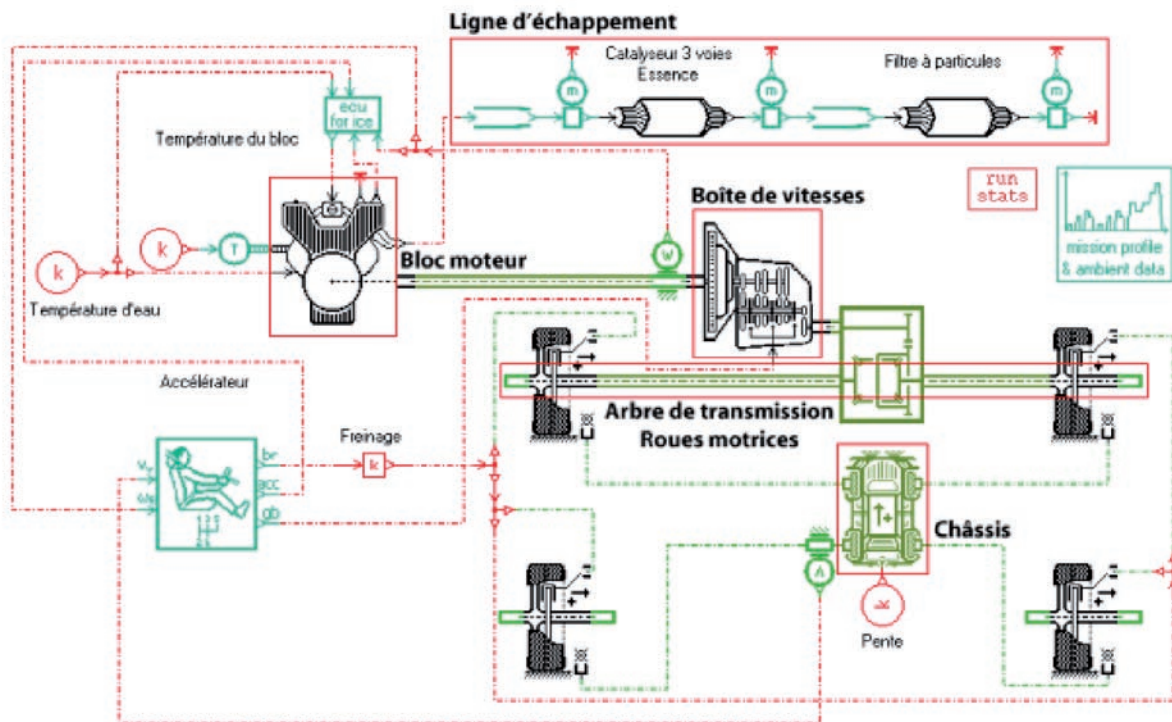 Ligne d'échappement
Catalyseur 3 voies
Essence
Filtre à particules
m
m
m
ecu
for ice
Température du bloc
run
stats
mission profile
& ambient data
Boîte de vitesses
k
k
T
W
Bloc moteur
Température d'eau
Accélérateur
Arbre de transmission
Roues motrices
Freinage
br
k
acc
gb
Châssis
A
k
Pente